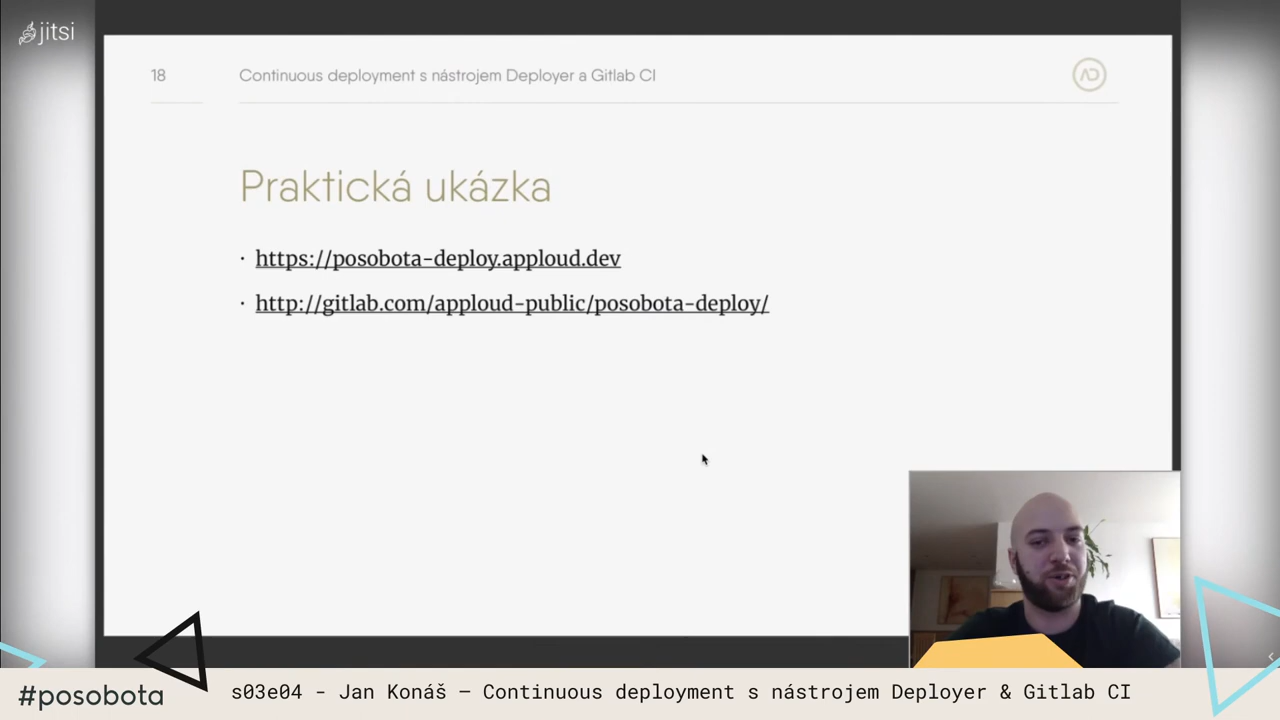 jitsi
18
Continuous deployment s nástrojem Deployer a Gitlab CI
Praktická ukázka
· https://posobota-deploy.apploud.dev
· http://gitlab.com/apploud-public/posobota-deploy/
#posobota
s03e04 - Jan Konáš – Continuous deployment s nástrojem Deployer & Gitlab CI